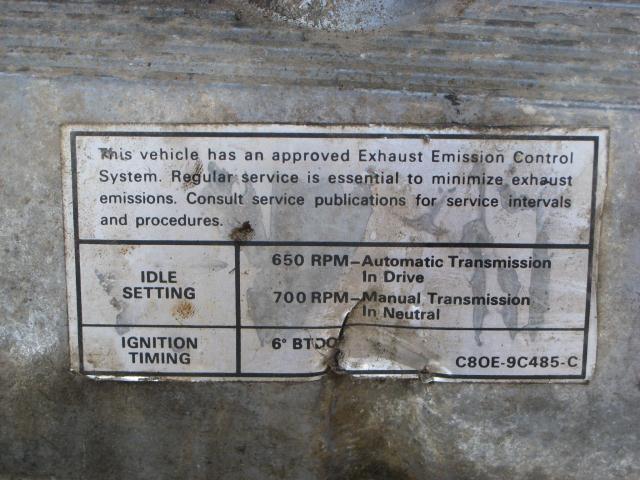 This vehicle has an approved Exhaust Emission Control
System. Regular service is essential to minimize exhaust
emissions. Consult service publications for service intervals
and procedures.
IDLE
SETTING
650 RPM–Automatic Transmission
In Drive
700 RPM–Manual Transmission
In Neutral
IGNITION
TIMING
6° BTDC
C8OE-9C485-C